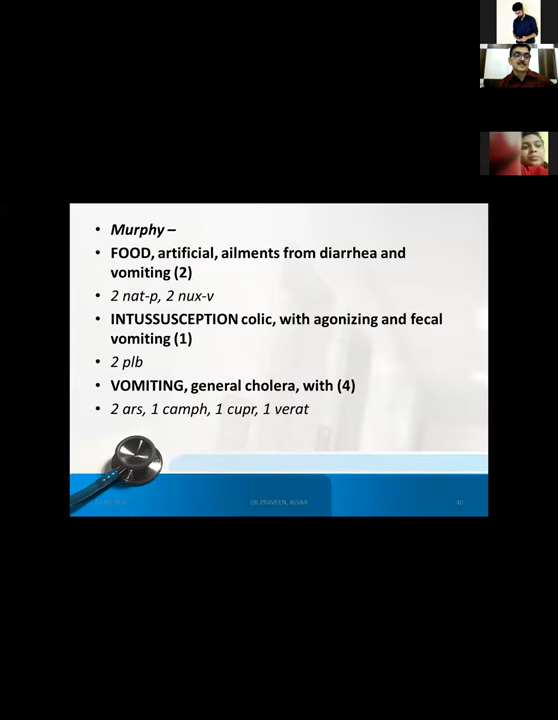 • Murphy –
• FOOD, artificial, ailments from diarrhea and
vomiting (2)
• 2 nat-p, 2 nux-v
• INTUSSUSCEPTION colic, with agonizing and fecal
vomiting (1)
• 2 plb
• VOMITING, general cholera, with (4)
• 2 ars, 1 camph, 1 cupr, 1 verat
DR.PRAVEEN, ALVAR 40